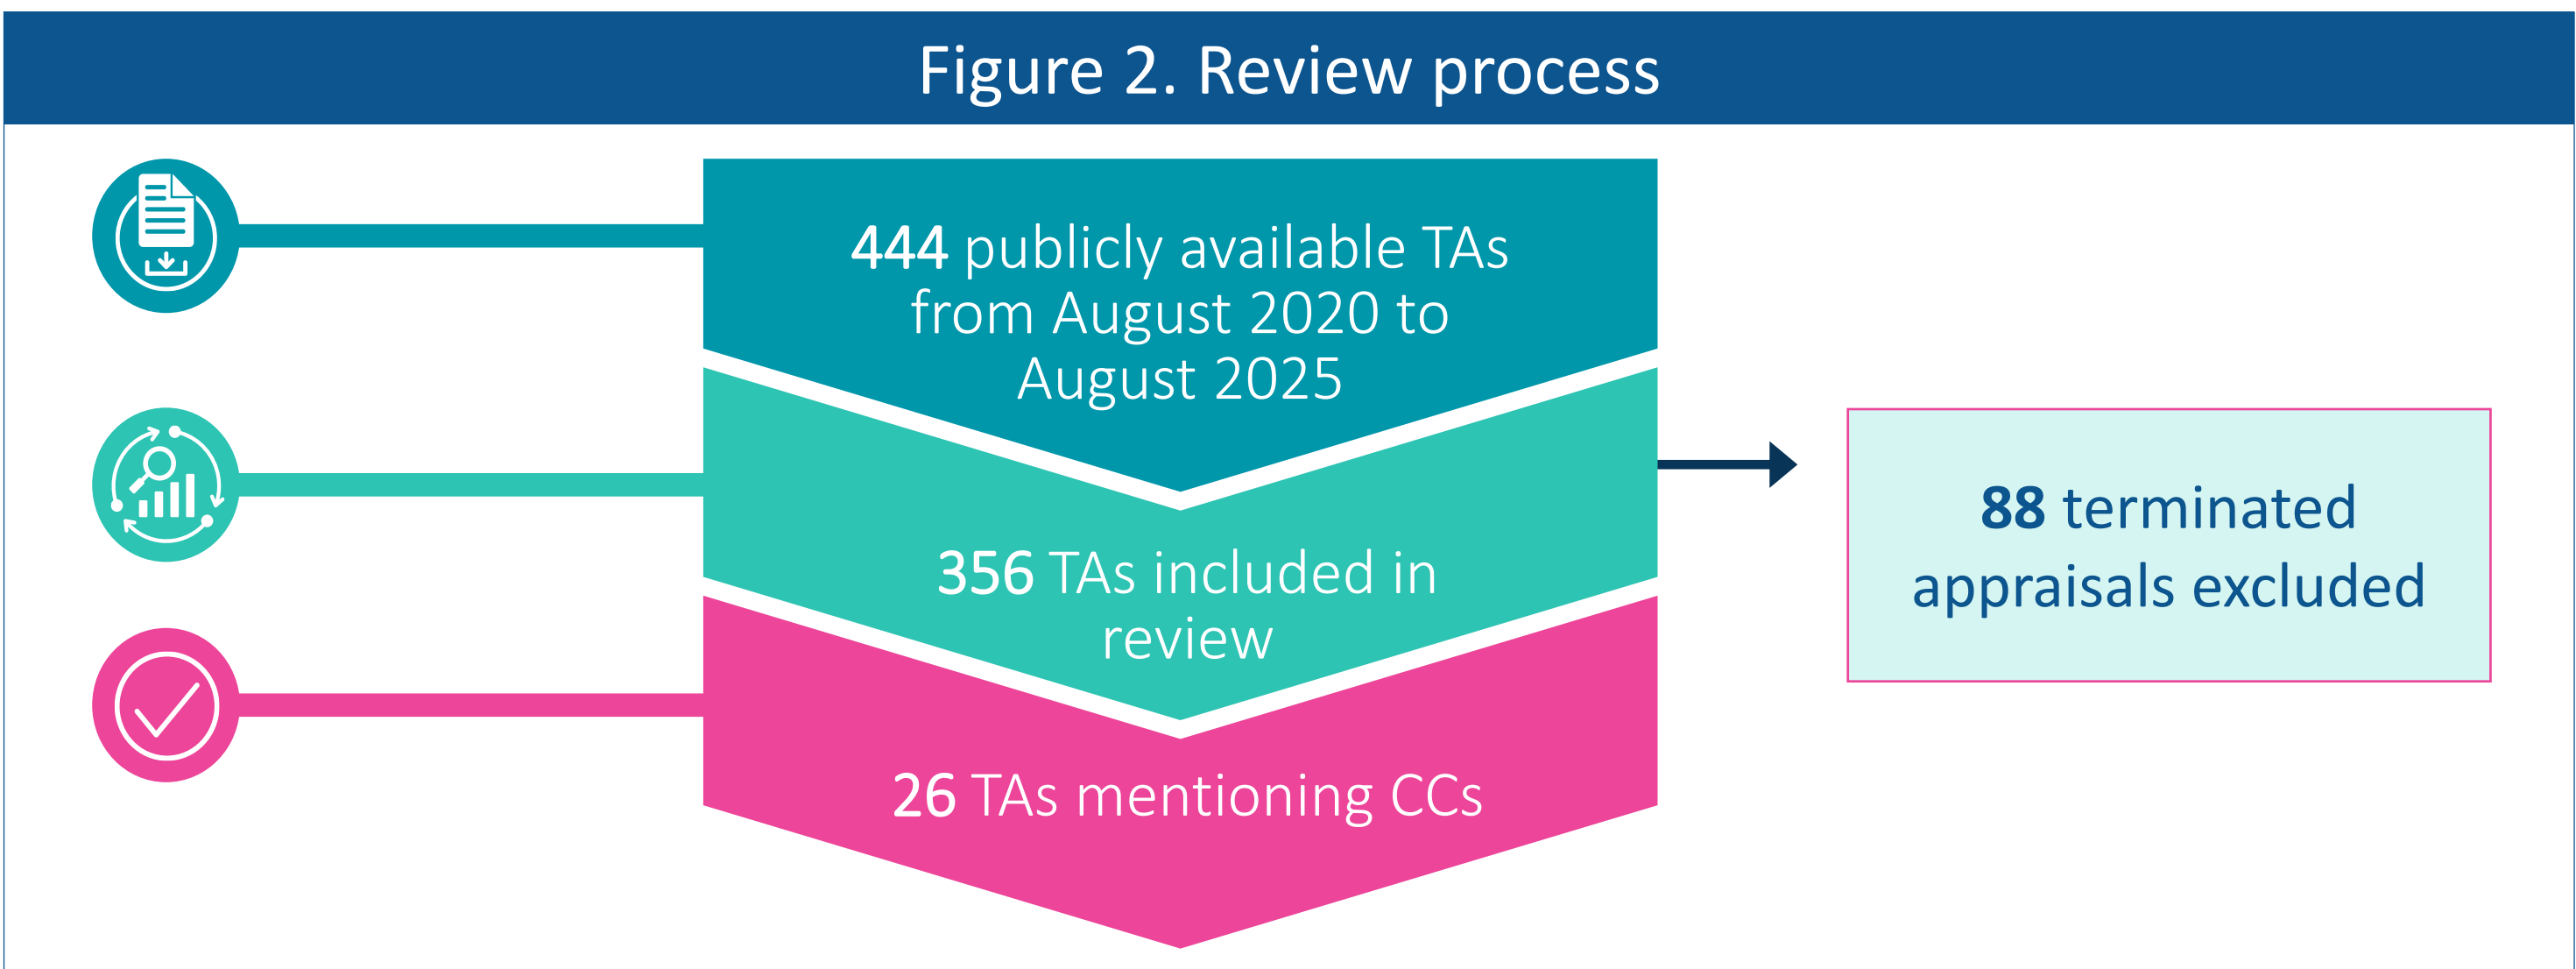 Figure 2. Review process
444 publicly available TAs
from August 2020 to
August 2025
356 TAs included in
review
88 terminated
appraisals excluded
26 TAs mentioning CCs